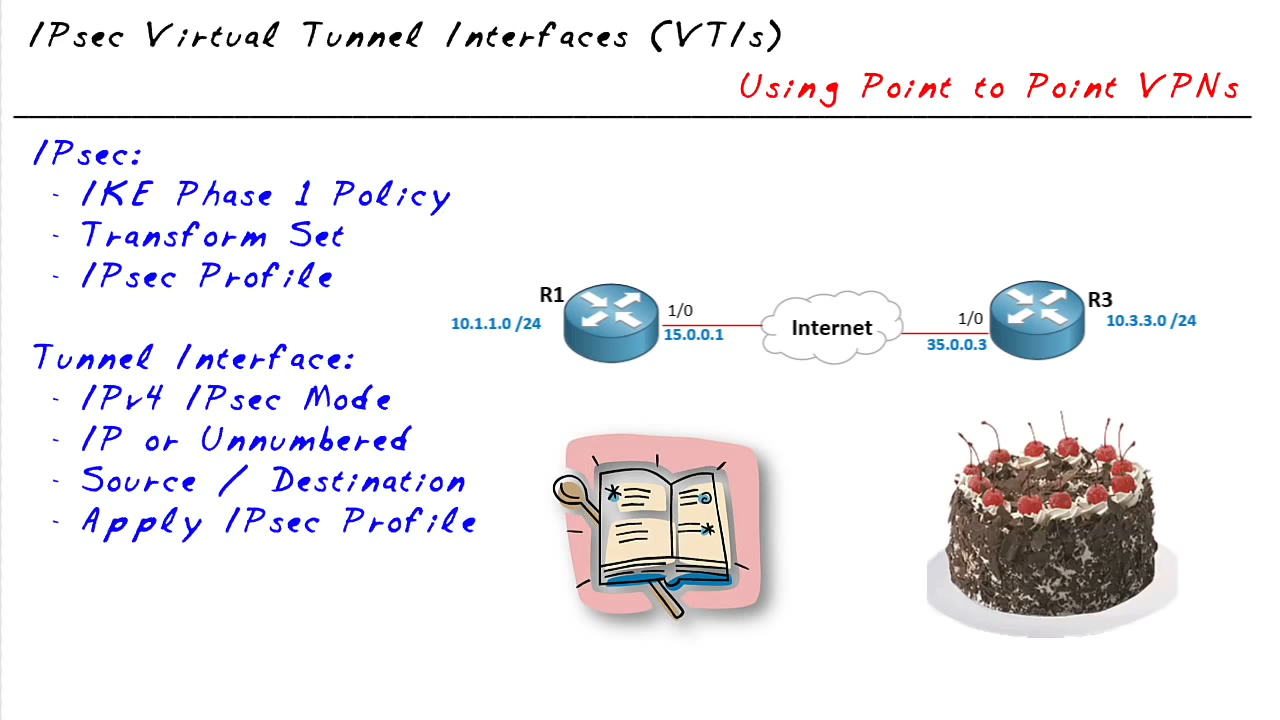 IPsec Virtual Tunnel Interfaces (VTIs)
Using Point to Point VPNs
IPsec:
- IKE Phase 1 Policy
- Transform Set
- IPsec Profile
Tunnel Interface:
- IPv4 IPsec Mode
- IP or Unnumbered
- Source / Destination
- Apply IPsec Profile
R1
10.1.1.0 /24
1/0
15.0.0.1
Internet
1/0
35.0.0.3
R3
10.3.3.0 /24